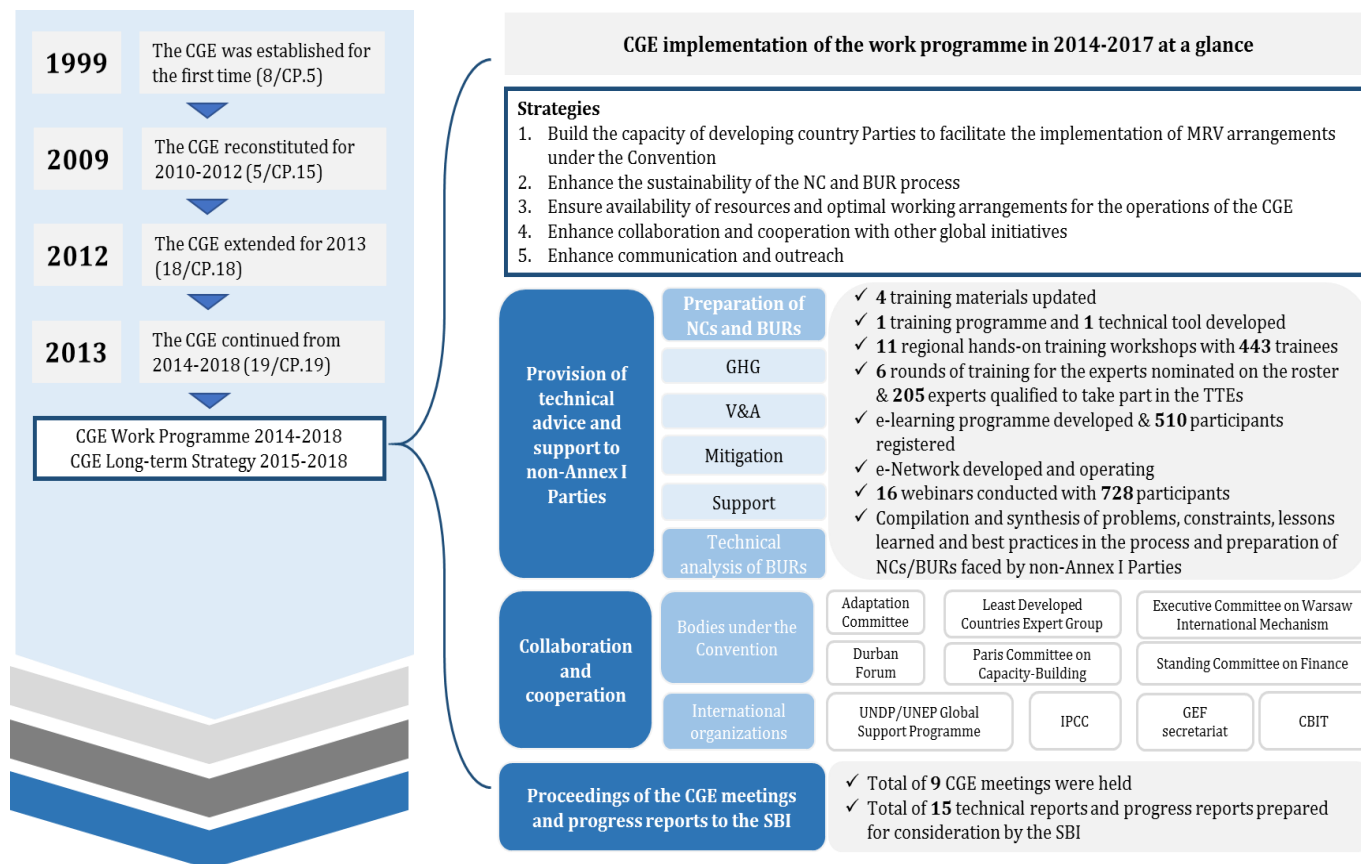 1999
The CGE was established for
the first time (8/CP.5)
2009
The CGE reconstituted for
2010-2012 (5/CP.15)
2012
The CGE extended for 2013
(18/CP.18)
2013
The CGE continued from
2014-2018 (19/CP.19)
CGE Work Programme 2014-2018
CGE Long-term Strategy 2015-2018
CGE implementation of the work programme in 2014-2017 at a glance
Strategies
1. Build the capacity of developing country Parties to facilitate the implementation of MRV arrangements
under the Convention
2. Enhance the sustainability of the NC and BUR process
3. Ensure availability of resources and optimal working arrangements for the operations of the CGE
4. Enhance collaboration and cooperation with other global initiatives
5. Enhance communication and outreach
Provision of
technical
advice and
support to
non-Annex I
Parties
Preparation of
NCs and BURs
GHG
V&A
Mitigation
Support
Technical
analysis of BURs
✓ 4 training materials updated
✓ 1 training programme and 1 technical tool developed
✓ 11 regional hands-on training workshops with 443 trainees
✓ 6 rounds of training for the experts nominated on the roster
& 205 experts qualified to take part in the TTEs
✓ e-learning programme developed & 510 participants
registered
✓ e-Network developed and operating
✓ 16 webinars conducted with 728 participants
✓ Compilation and synthesis of problems, constraints, lessons
learned and best practices in the process and preparation of
NCs/BURs faced by non-Annex I Parties
Collaboration
and
cooperation
Bodies under the
Convention
Adaptation
Committee
Least Developed
Countries Expert Group
Executive Committee on Warsaw
International Mechanism
Durban
Forum
Paris Committee on
Capacity-Building
Standing Committee on Finance
International
organizations
UNDP/UNEP Global
Support Programme
IPCC
GEF
secretariat
CBIT
Proceedings of the CGE meetings
and progress reports to the SBI
✓ Total of 9 CGE meetings were held
✓ Total of 15 technical reports and progress reports prepared
for consideration by the SBI